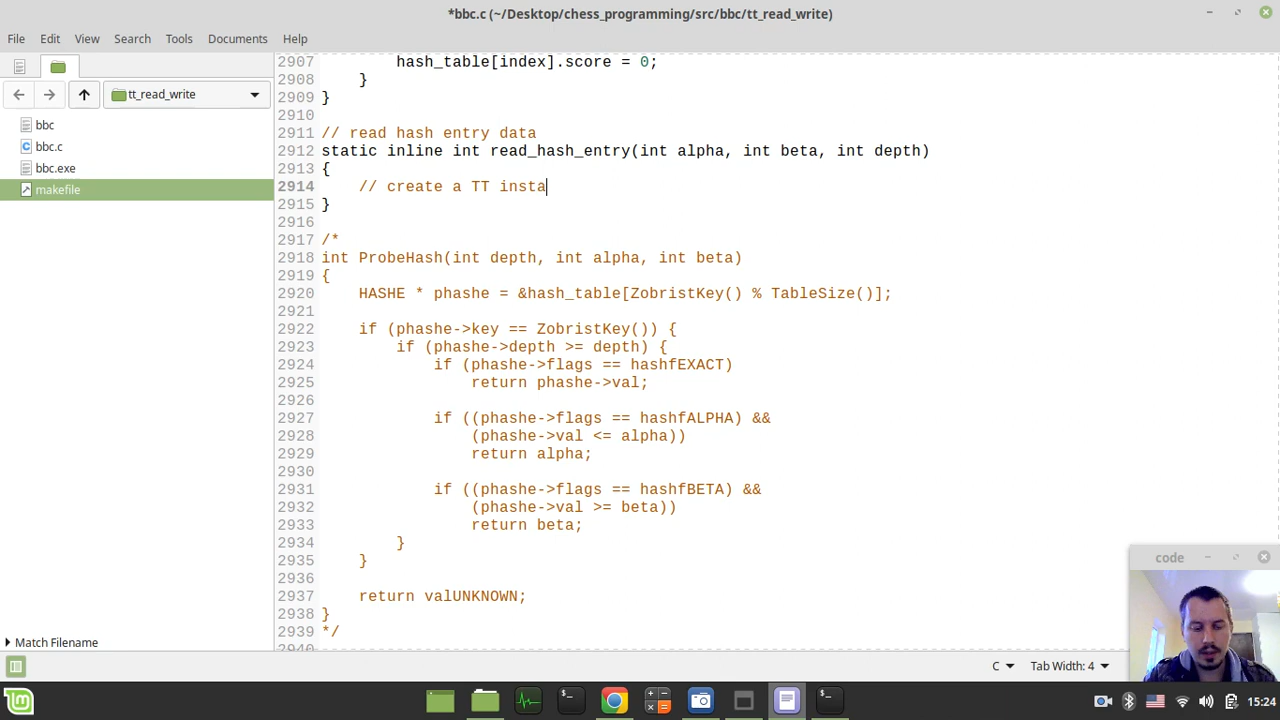 *bbc.c (~/Desktop/chess_programming/src/bbc/tt_read_write)
File Edit View Search Tools Documents Help
tt_read_write
bbc
bbc.c
bbc.exe
makefile
2907 hash_table[index].score = 0;
2908 }
2909 }
2910
2911 // read hash entry data
2912 static inline int read_hash_entry(int alpha, int beta, int depth)
2913 {
2914 // create a TT insta
2915 }
2916
2917 /*
2918 int ProbeHash(int depth, int alpha, int beta)
2919 {
2920 HASHE * phashe = &hash_table[ZobristKey() % TableSize()];
2921
2922 if (phashe->key == ZobristKey()) {
2923 if (phashe->depth >= depth) {
2924 if (phashe->flags == hashfEXACT)
2925 return phashe->val;
2926
2927 if ((phashe->flags == hashfALPHA) &&
2928 (phashe->val <= alpha))
2929 return alpha;
2930
2931 if ((phashe->flags == hashfBETA) &&
2932 (phashe->val >= beta))
2933 return beta;
2934 }
2935 }
2936
2937 return valUNKNOWN;
2938 }
2939 */
2940
Match Filename
code
C Tab Width: 4
15:24